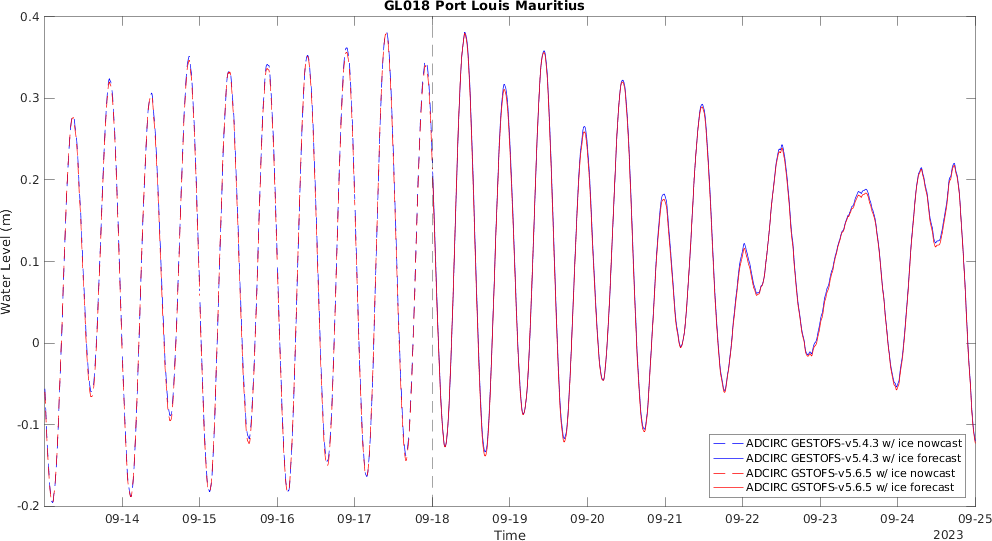 GL018 Port Louis Mauritius
0.4
0.3
0.2
0.1
0
-0.1
-0.2
Water Level (m)
09-14 09-15 09-16 09-17 09-18 09-19 09-20 09-21 09-22 09-23 09-24 09-25
Time
2023
ADCIRC GESTOFS-v5.4.3 w/ ice nowcast
ADCIRC GESTOFS-v5.4.3 w/ ice forecast
ADCIRC GSTOFS-v5.6.5 w/ ice nowcast
ADCIRC GSTOFS-v5.6.5 w/ ice forecast